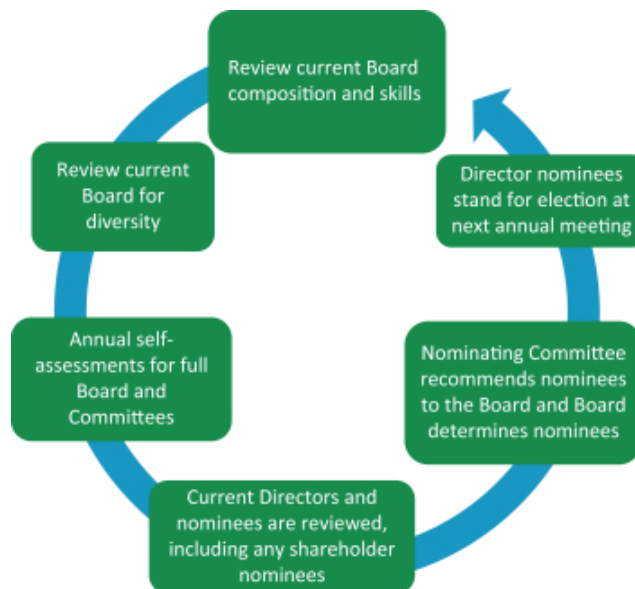 Review current Board
composition and skills
Review current
Board for
diversity
Annual self-
assessments for full
Board and
Committees
Current Directors and
nominees are reviewed,
including any shareholder
nominees
Nominating Committee
recommends nominees
to the Board and Board
determines nominees
Director nominees
stand for election at
next annual meeting